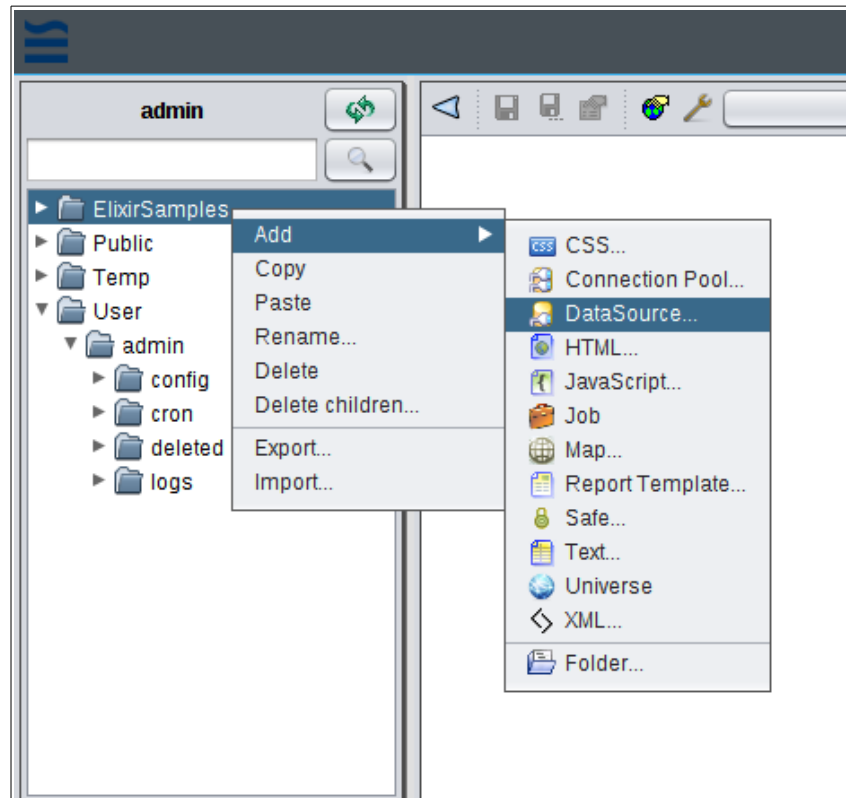 admin
ElixirSamples
Public
Temp
User
admin
config
cron
deleted
logs
Add
Copy
Paste
Rename...
Delete
Delete children...
Export...
Import...
css CSS...
Connection Pool...
DataSource...
HTML...
JavaScript...
Job
Map...
Report Template...
Safe...
Text...
Universe
XML...
Folder...